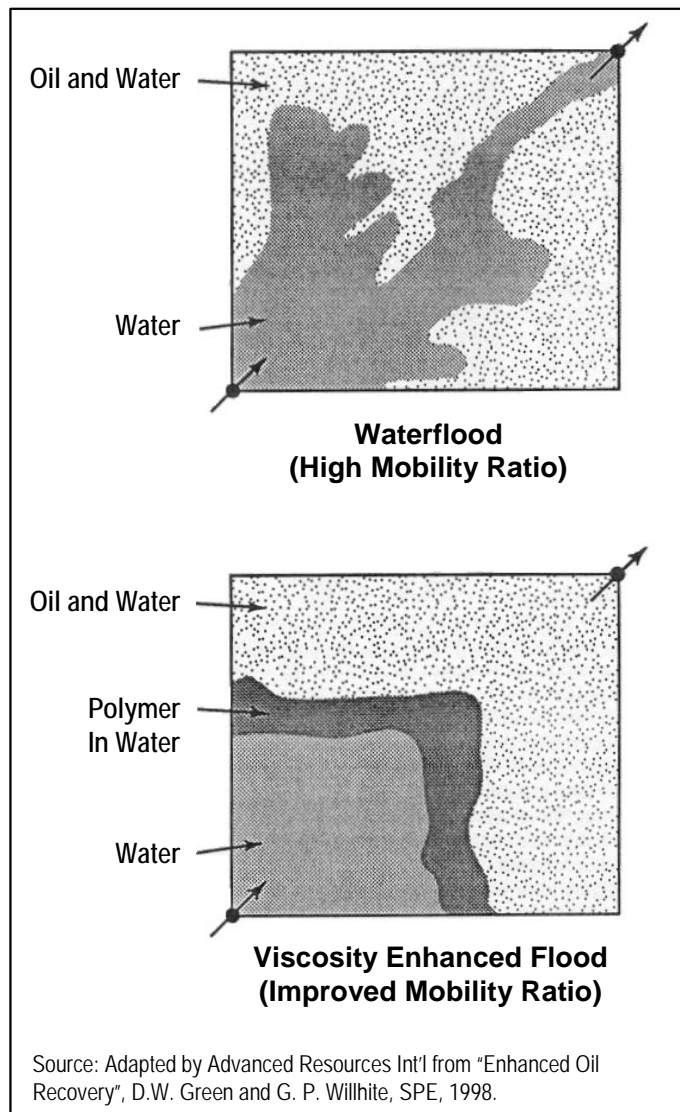 Oil and Water
Water
Waterflood
(High Mobility Ratio)
Oil and Water
Polymer
In Water
Water
Viscosity Enhanced Flood
(Improved Mobility Ratio)
Source: Adapted by Advanced Resources Int'l from “Enhanced Oil
Recovery”, D.W. Green and G. P. Willhite, SPE, 1998.